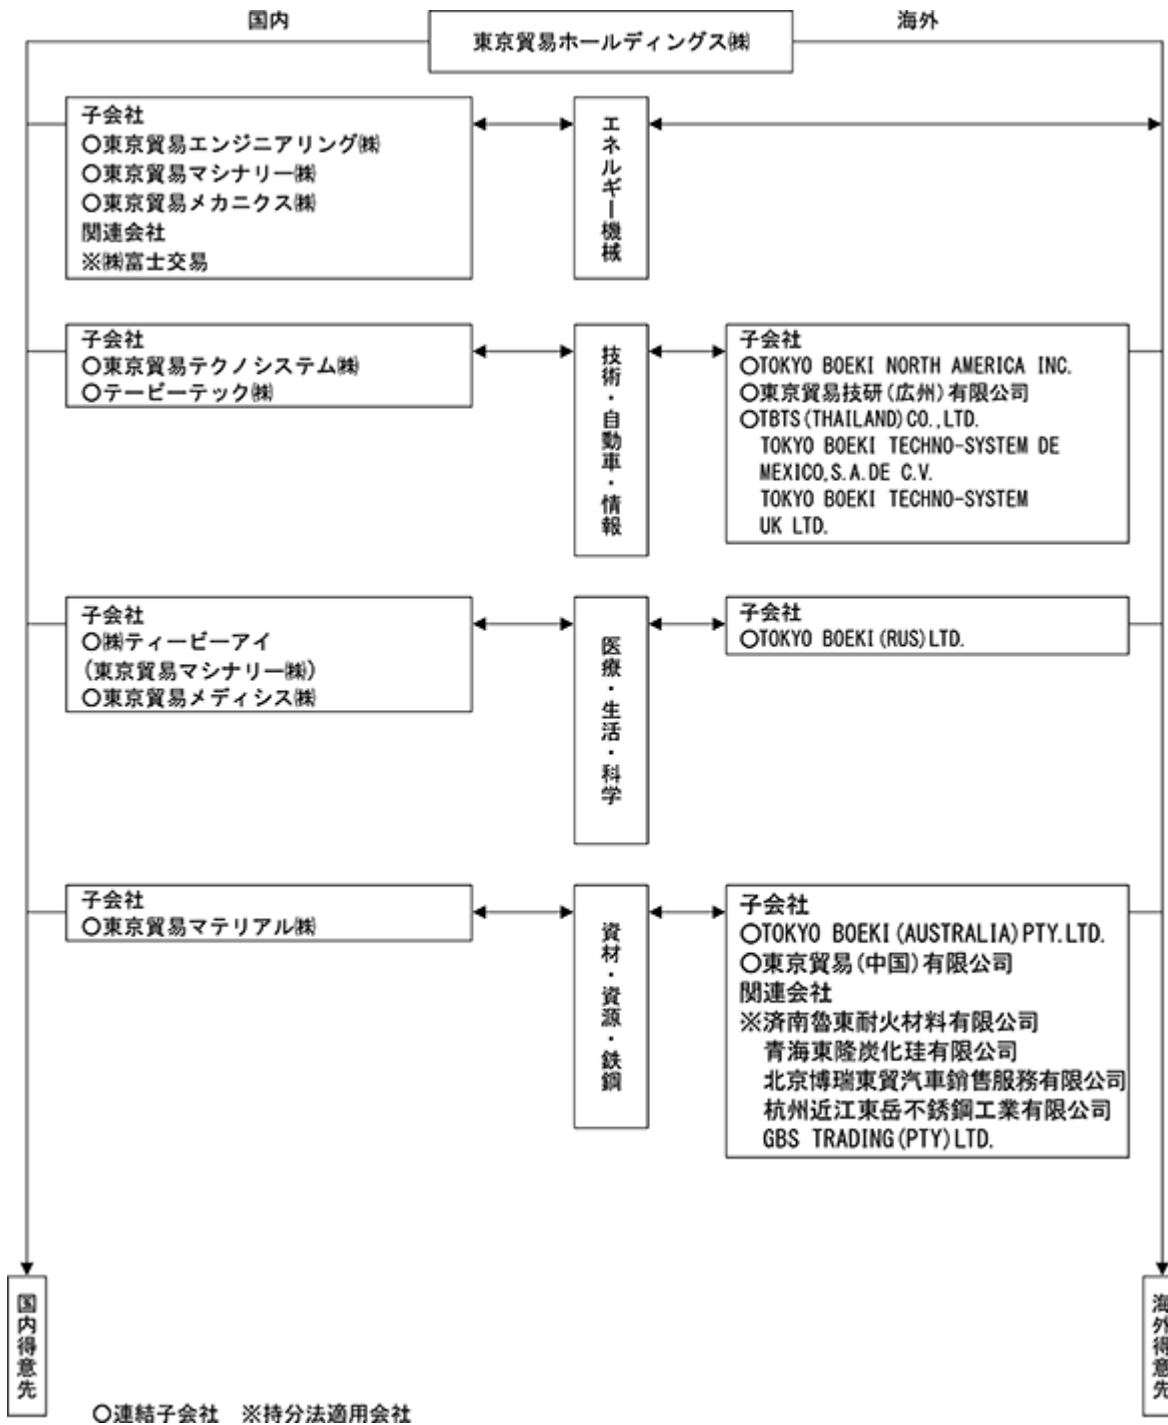 国内
海外
東京貿易ホールディングス㈱
子会社
○東京貿易エンジニアリング㈱
○東京貿易マシナリー㈱
○東京貿易メカニクス㈱
関連会社
※㈱富士交易
エネルギー機械
子会社
○東京貿易テクノシステム㈱
○テービーテック㈱
技術・自動車・情報
子会社
○TOKYO BOEKI NORTH AMERICA INC.
○東京貿易技研(広州)有限公司
○TBTS(THAILAND)CO.,LTD.
TOKYO BOEKI TECHNO-SYSTEM DE
MEXICO,S.A.DE C.V.
TOKYO BOEKI TECHNO-SYSTEM
UK LTD.
子会社
○㈱ティービーアイ
(東京貿易マシナリー㈱)
○東京貿易メディシス㈱
医療・生活・科学
子会社
○TOKYO BOEKI(RUS)LTD.
子会社
○東京貿易マテリアル㈱
資材・資源・鉄鋼
子会社
○TOKYO BOEKI(AUSTRALIA)PTY.LTD.
○東京貿易(中国)有限公司
関連会社
※済南魯東耐火材料有限公司
青海東隆炭化珪有限公司
北京博瑞東貿汽車銷售服務有限公司
杭州近江東岳不銹鋼工業有限公司
GBS TRADING(PTY)LTD.
国内得意先
海外得意先
○連結子会社 ※持分法適用会社